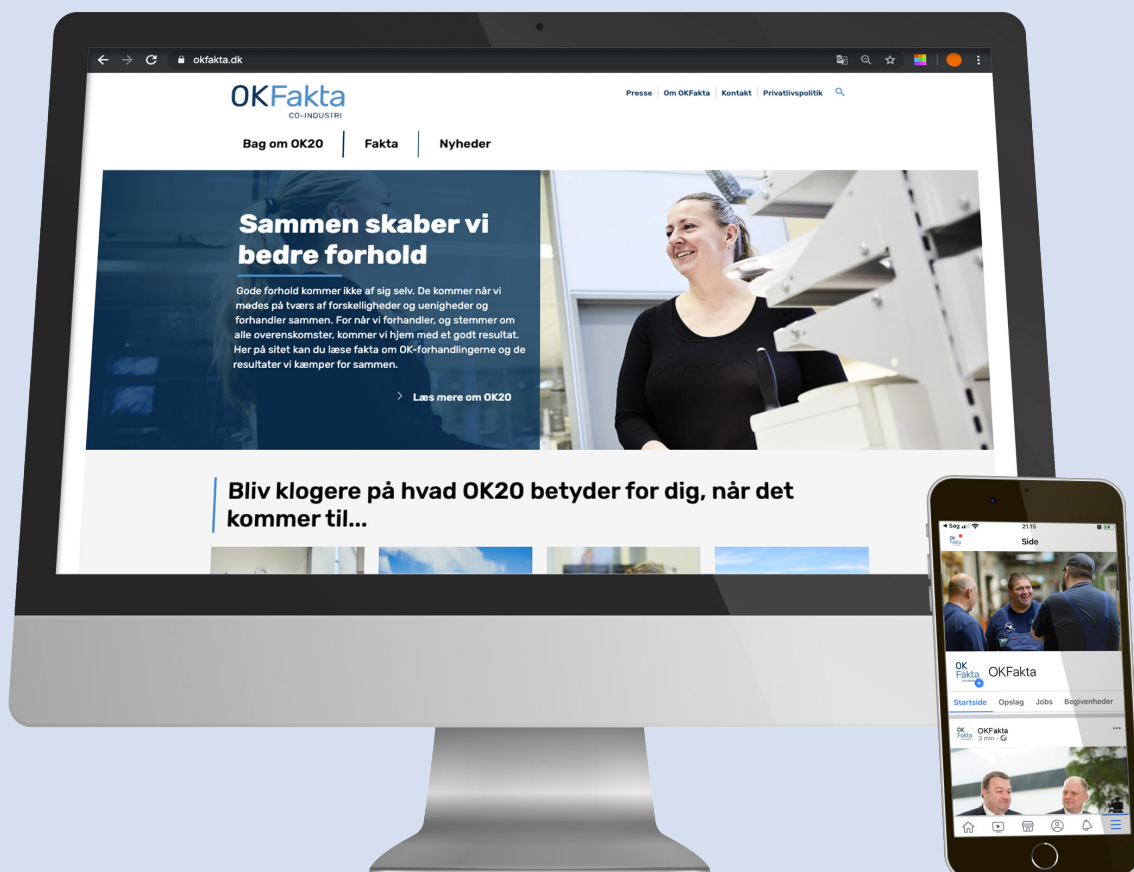 okfakta.dk
OKFakta
CO-INDUSTRI
Presse
Om OKFakta
Kontakt
Privatlivspolitik
Bag om OK20
Fakta
Nyheder
Sammen skaber vi
bedre forhold
Gode forhold kommer ikke af sig selv. De kommer når vi
mødes på tværs af forskelligheder og uenigheder og
forhandler sammen. For når vi forhandler, og stemmer om
alle overenskomster, kommer vi hjem med et godt resultat.
Her på sitet kan du læse fakta om OK-forhandlingerne og de
resultater vi kæmper for sammen.
Læs mere om OK20
Bliv klogere på hvad OK20 betyder for dig, når det
kommer til...
Søg
21.15
OK
Fakta
Side
OK
Fakta
OKFakta
Startside
Opslag
Jobs
Begivenheder
OK
Fakta
OKFakta
3 min